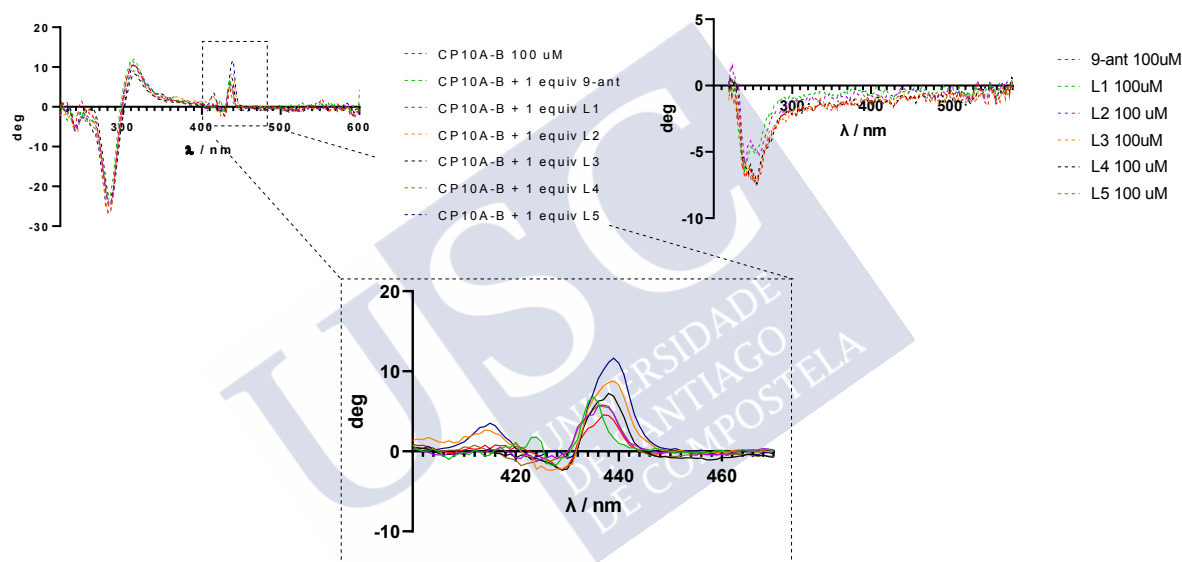 20
10
0
-10
-20
-30
deg
300
400
500
600
λ / nm
CP10A-B 100 uM
CP10A-B + 1 equiv 9-ant
CP10A-B + 1 equiv L1
CP10A-B + 1 equiv L2
CP10A-B + 1 equiv L3
CP10A-B + 1 equiv L4
CP10A-B + 1 equiv L5
5
0
-5
-10
deg
300
400
500
λ / nm
9-ant 100uM
L1 100uM
L2 100 uM
L3 100uM
L4 100 uM
L5 100 uM
20
10
0
-10
deg
420
440
460
λ / nm
USC
UNIVERSIDADE
DE SANTIAGO
DE COMPOSTELA